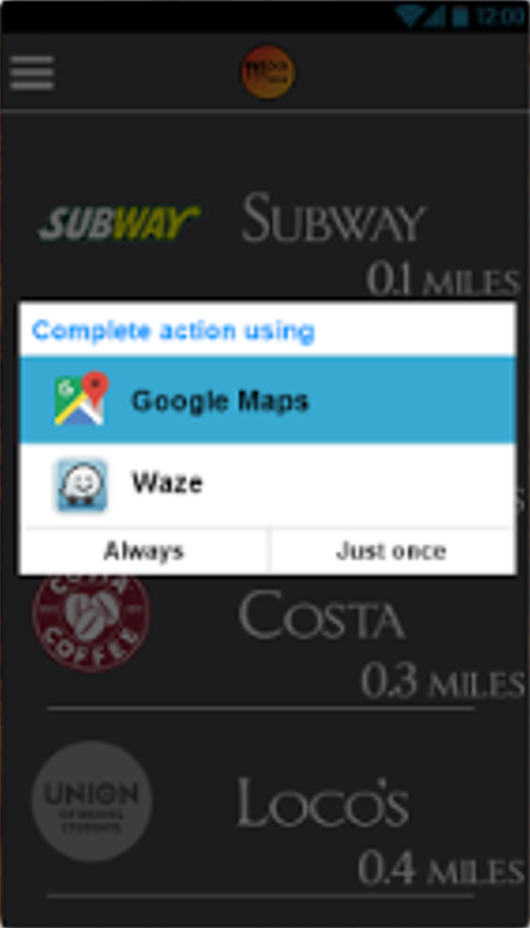 12:00
SUBWAY
SUBWAY
0.1 MILES
Complete action using
Google Maps
Waze
Always
Just once
COSTA
COFFEE
COSTA
0.3 MILES
UNION
STUDENTS
LOCO'S
0.4 MILES